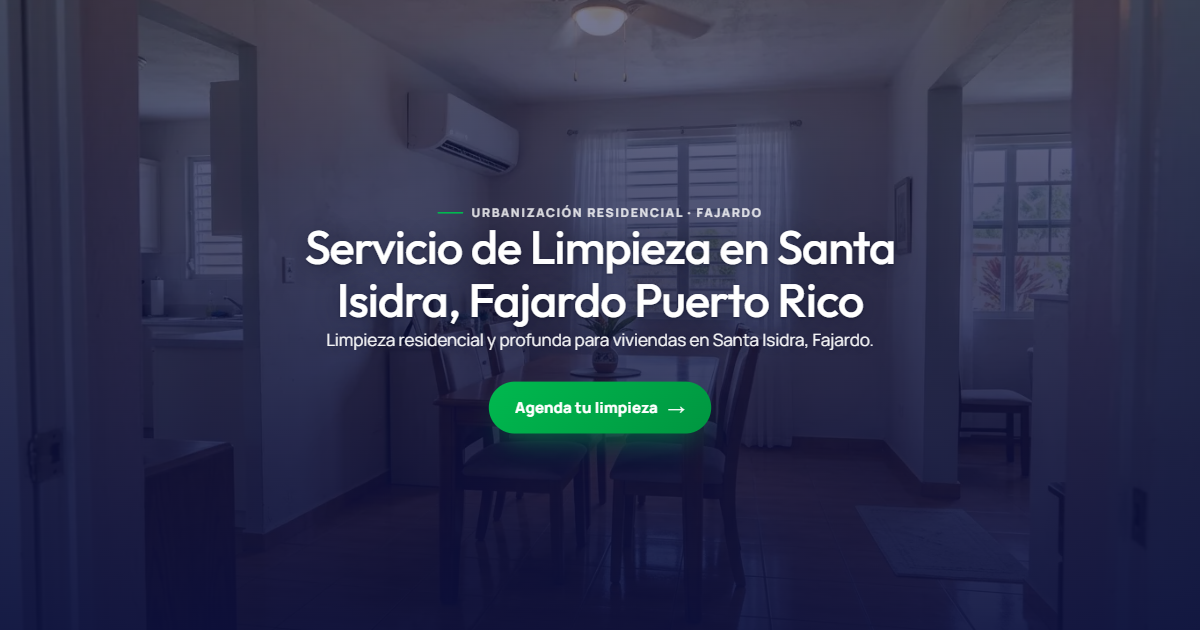 URBANIZACIÓN RESIDENCIAL · FAJARDO
Servicio de Limpieza en Santa
Isidra, Fajardo Puerto Rico
Limpieza residencial y profunda para viviendas en Santa Isidra, Fajardo.
Agenda tu limpieza →